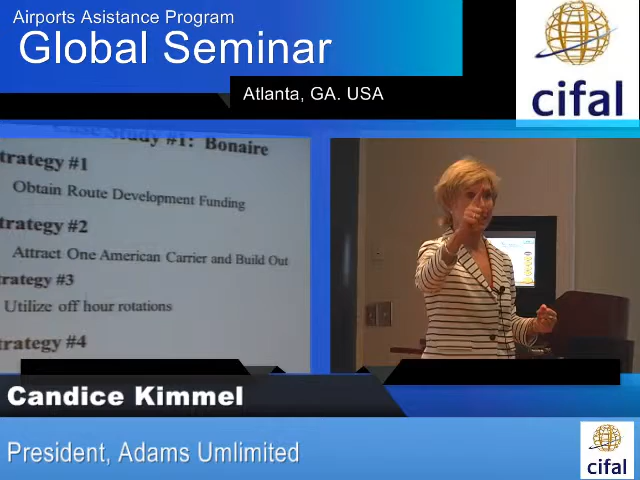 Airports Asistance Program
Global Seminar
Atlanta, GA. USA
cifal
Case Study #1: Bonaire
trategy #1
Obtain Route Development Funding
trategy #2
Attract One American Carrier and Build Out
trategy #3
Utilize off hour rotations
trategy #4
Candice Kimmel
President, Adams Umlimited
cifal